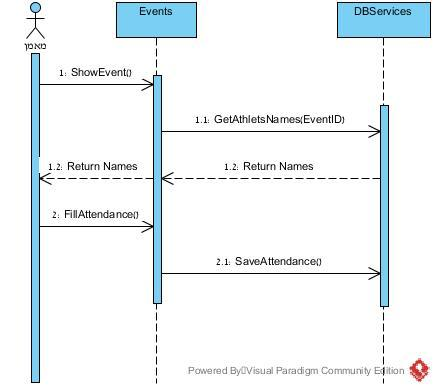 Events
DBServices
מאמן
1: ShowEvent()
1.1: GetAthletsNames(EventID)
1.2: Return Names
1.2: Return Names
2: FillAttendance()
2.1: SaveAttendance()
Powered By Visual Paradigm Community Edition